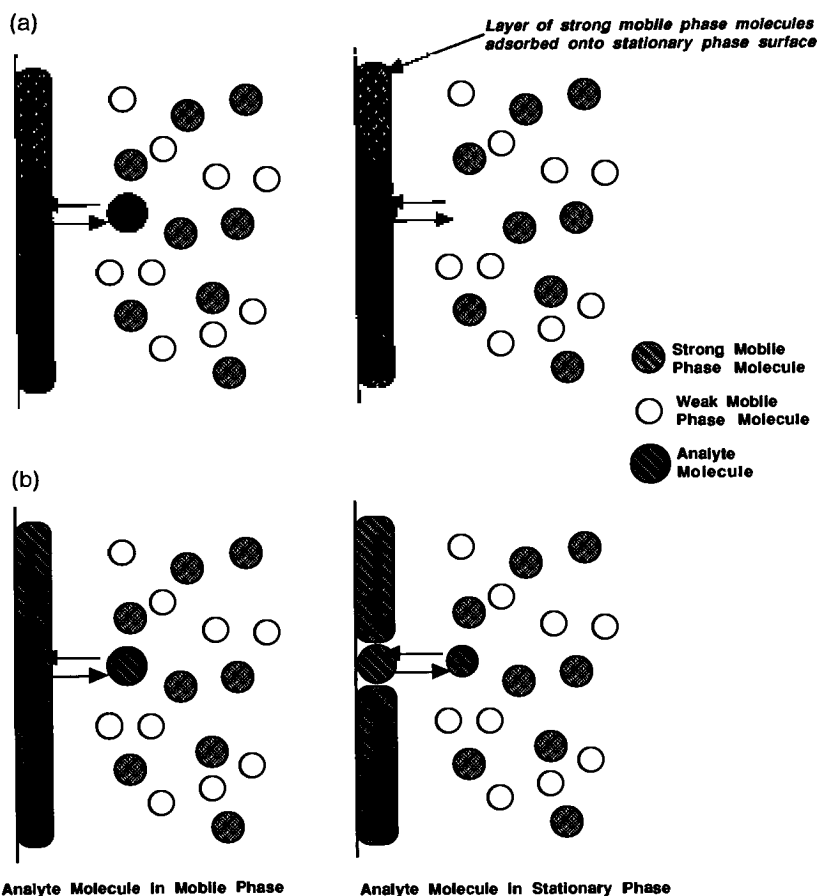 (a)
Layer of strong mobile phase molecules
adsorbed onto stationary phase surface
Strong Mobile
Phase Molecule
Weak Mobile
Phase Molecule
Analyte
Molecule
(b)
Analyte Molecule in Mobile Phase
Analyte Molecule in Stationary Phase